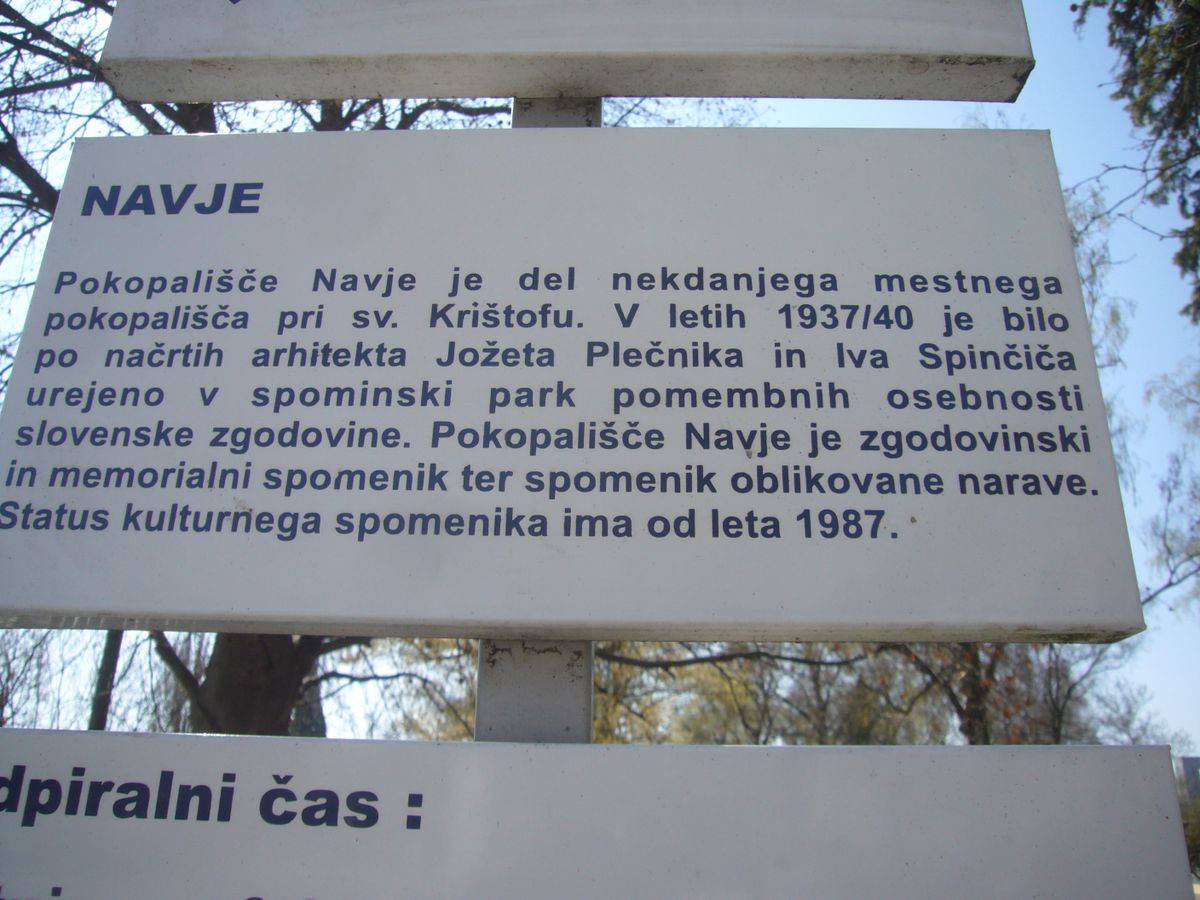 NAVJE
Pokopališče Navje je del nekdanjega mestnega
pokopališča pri sv. Krištofu. V letih 1937/40 je bilo
po načrtih arhitekta Jožeta Plečnika in Iva Spinčiča
urejeno v spominski park pomembnih osebnosti
slovenske zgodovine. Pokopališče Navje je zgodovinski
in memorialni spomenik ter spomenik oblikovane narave.
Status kulturnega spomenika ima od leta 1987.
dpiralni čas :